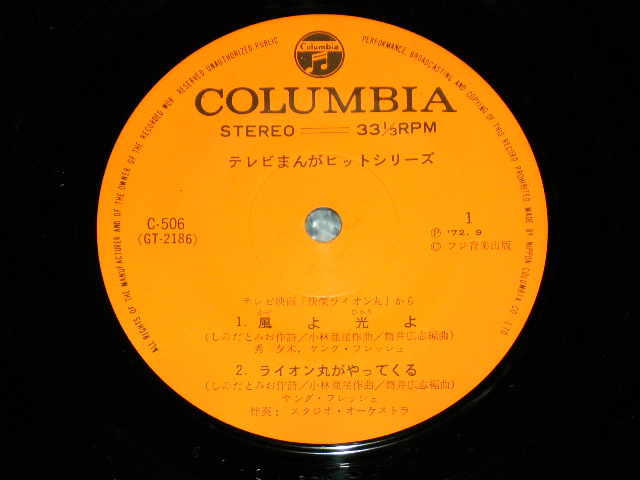 ALL RIGHTS OF THE MANUFACTURER AND OF THE OWNER OF THE RECORDED WORK RESERVED UNAUTHORIZED PUBLIC PERFORMANCE BROADCASTING AND COPYING OF THIS RECORD PROHIBITED MADE BY NIPPON COLUMBIA CO. LTD.
Columbia
COLUMBIA
STEREO 33⅓RPM
テレビまんがヒットシリーズ
C-506
(GT-2186)
1
Ⓟ '72. 9
© フジ音楽出版
テレビ映画「快傑ライオン丸」から
かぜ ひかり
1. 風よ光よ
(しのだとみお作詩/小林亜星作曲/筒井広志編曲)
秀 夕木, ヤング・フレッシュ
2. ライオン丸がやってくる
(しのだとみお作詩/小林亜星作曲/筒井広志編曲)
ヤング・フレッシュ
伴奏: スタジオ・オーケストラ